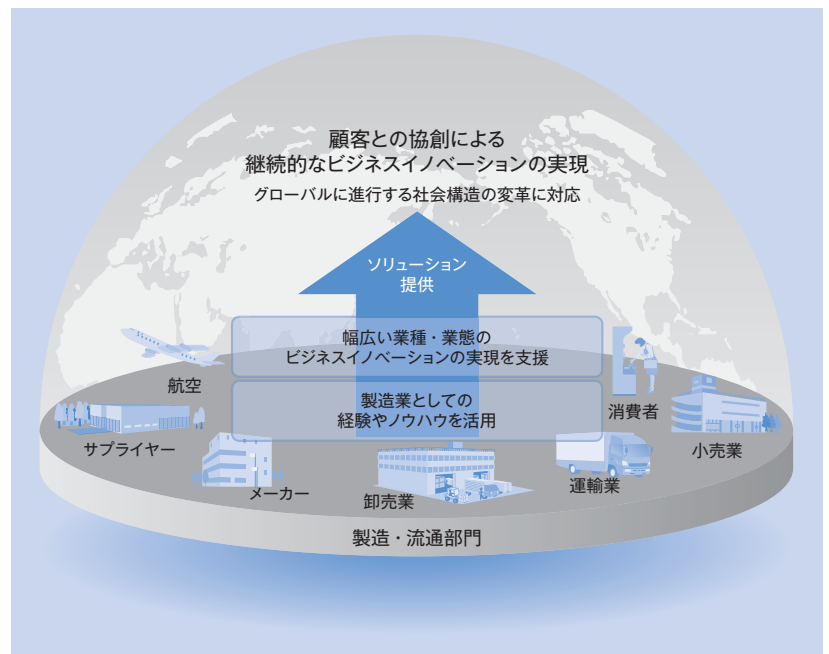 顧客との協創による
継続的なビジネスイノベーションの実現
グローバルに進行する社会構造の変革に対応
ソリューション
提供
幅広い業種・業態の
ビジネスイノベーションの実現を支援
製造業としての
経験やノウハウを活用
航空
消費者
サプライヤー
小売業
メーカー
卸売業
運輸業
製造・流通部門